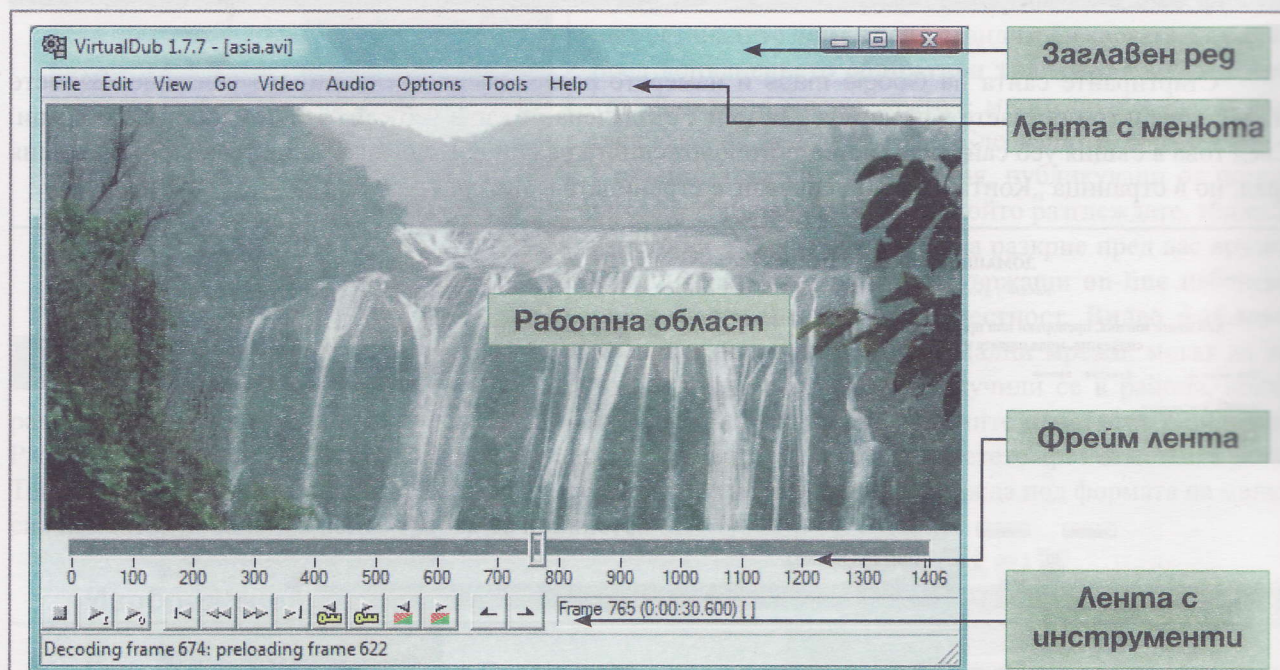 VirtualDub 1.7.7 - [asia.avi]
Заглавен ред
File Edit View Go Video Audio Options Tools Help
Лента с менюта
Работна област
Фрейм лента
0 100 200 300 400 500 600 700 800 900 1000 1100 1200 1300 1406
Frame 765 (0:00:30.600) [ ]
Лента с
инструменти
Decoding frame 674: preloading frame 622